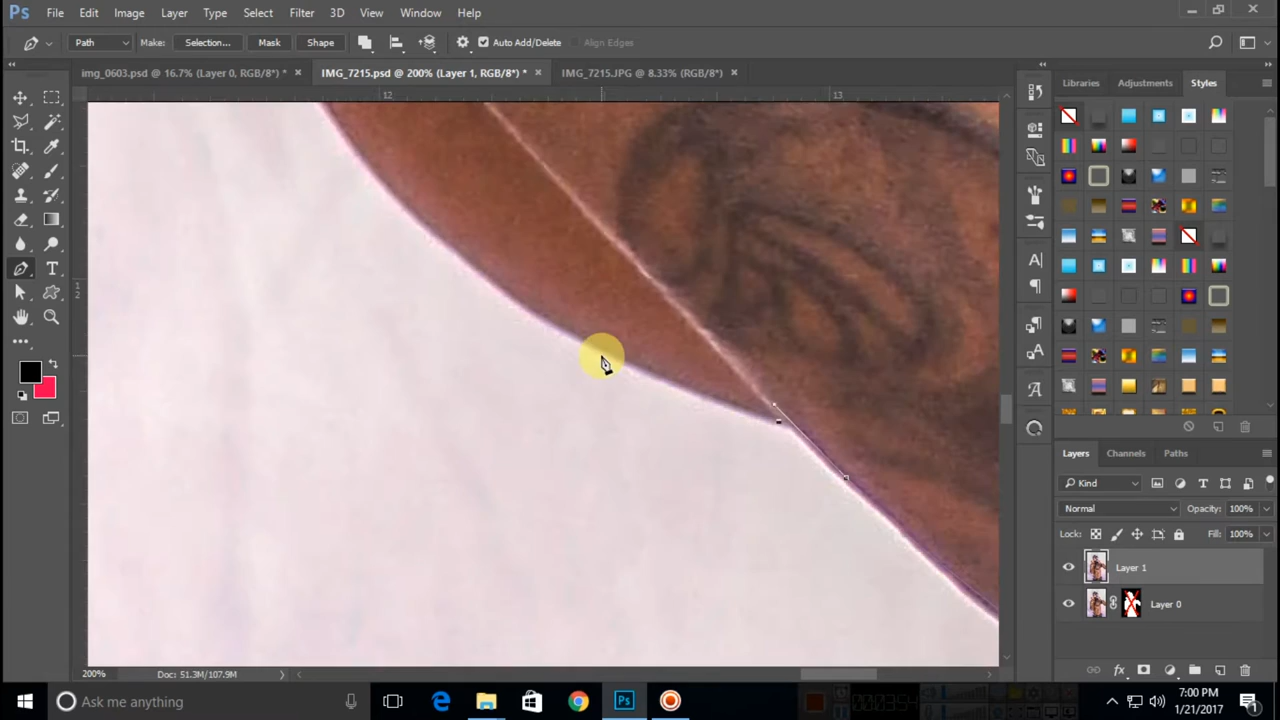 Ps File Edit Image Layer Type Select Filter 3D View Window Help
Path Make: Selection... Mask Shape Auto Add/Delete Align Edges
img_0603.psd @ 16.7% (Layer 0, RGB/8*) * × IMG_7215.psd @ 200% (Layer 1, RGB/8*) * × IMG_7215.JPG @ 8.33% (RGB/8*) ×
Libraries Adjustments Styles
12 13
1
2
Layers Channels Paths
Kind
Normal Opacity: 100%
Lock: Fill: 100%
Layer 1
Layer 0
200% Doc: 51.3M/107.9M
Ask me anything
Ps
7:00 PM
1/21/2017